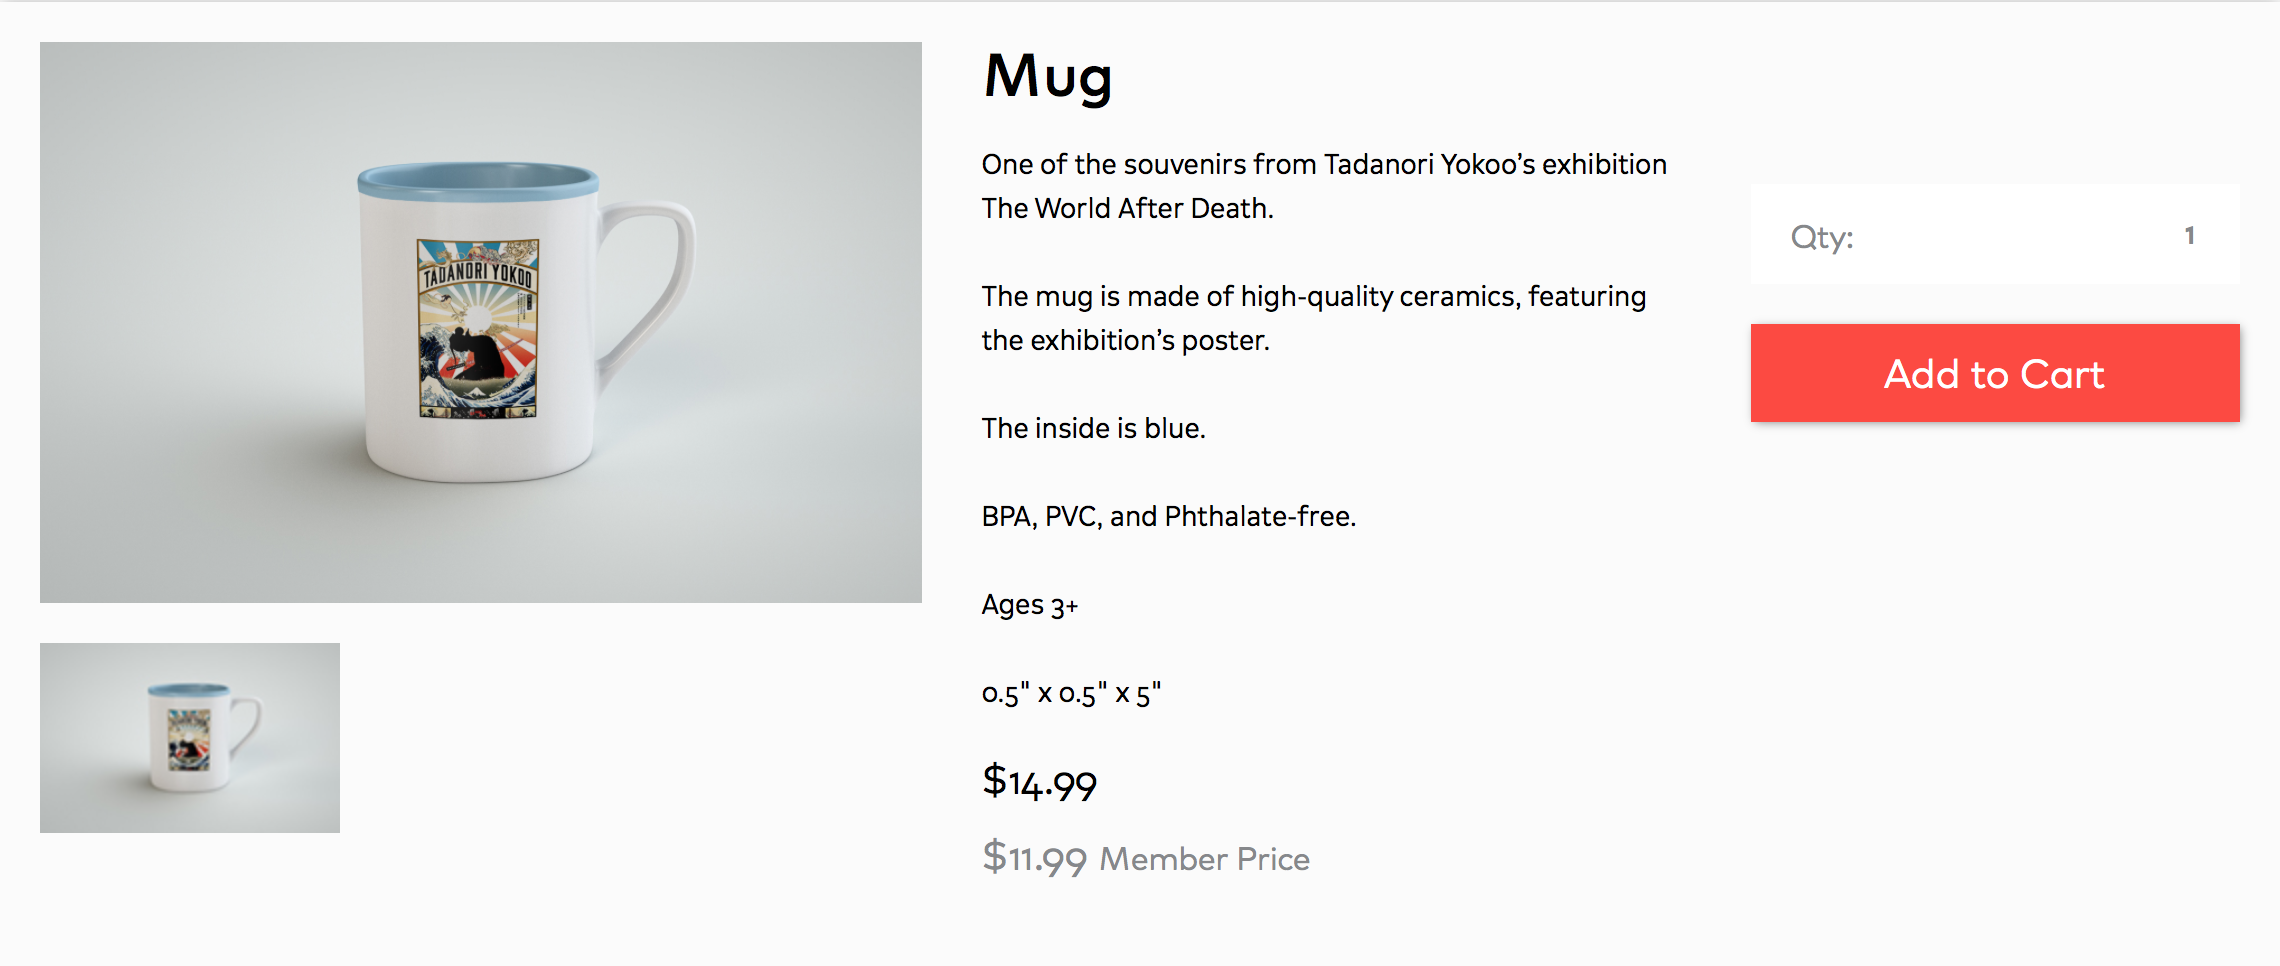 TADANORI YOKOO
Mug
One of the souvenirs from Tadanori Yokoo’s exhibition
The World After Death.
The mug is made of high-quality ceramics, featuring
the exhibition’s poster.
The inside is blue.
BPA, PVC, and Phthalate-free.
Ages 3+
0.5" x 0.5" x 5"
$14.99
$11.99 Member Price
Qty:
1
Add to Cart